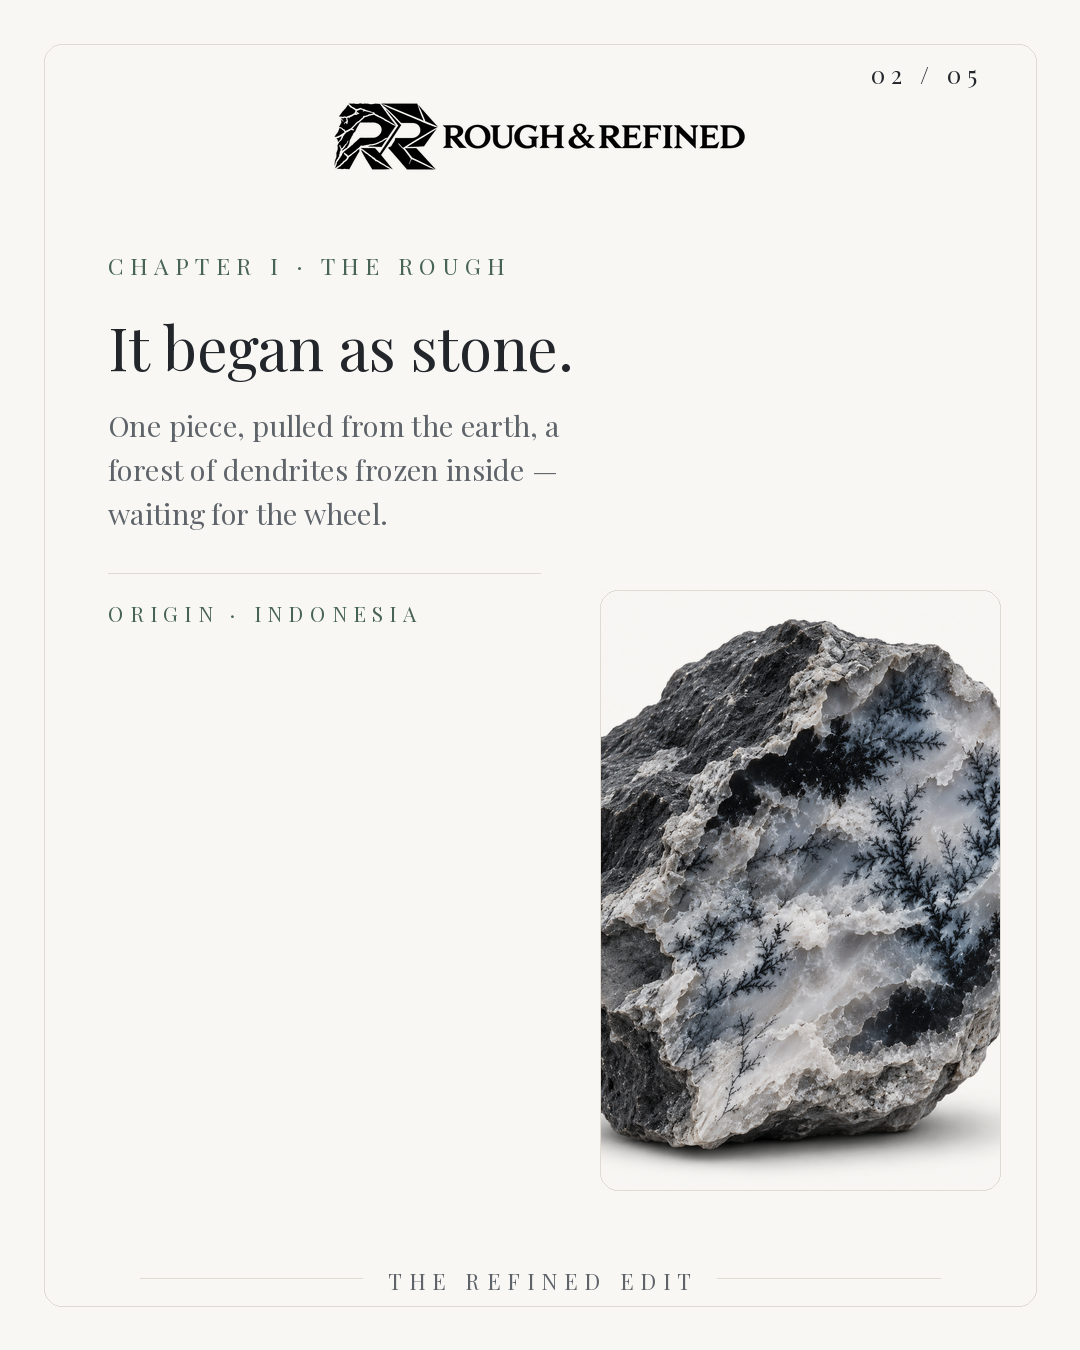 02 / 05
RR ROUGH & REFINED
CHAPTER I · THE ROUGH
It began as stone.
One piece, pulled from the earth, a
forest of dendrites frozen inside —
waiting for the wheel.
ORIGIN · INDONESIA
THE REFINED EDIT